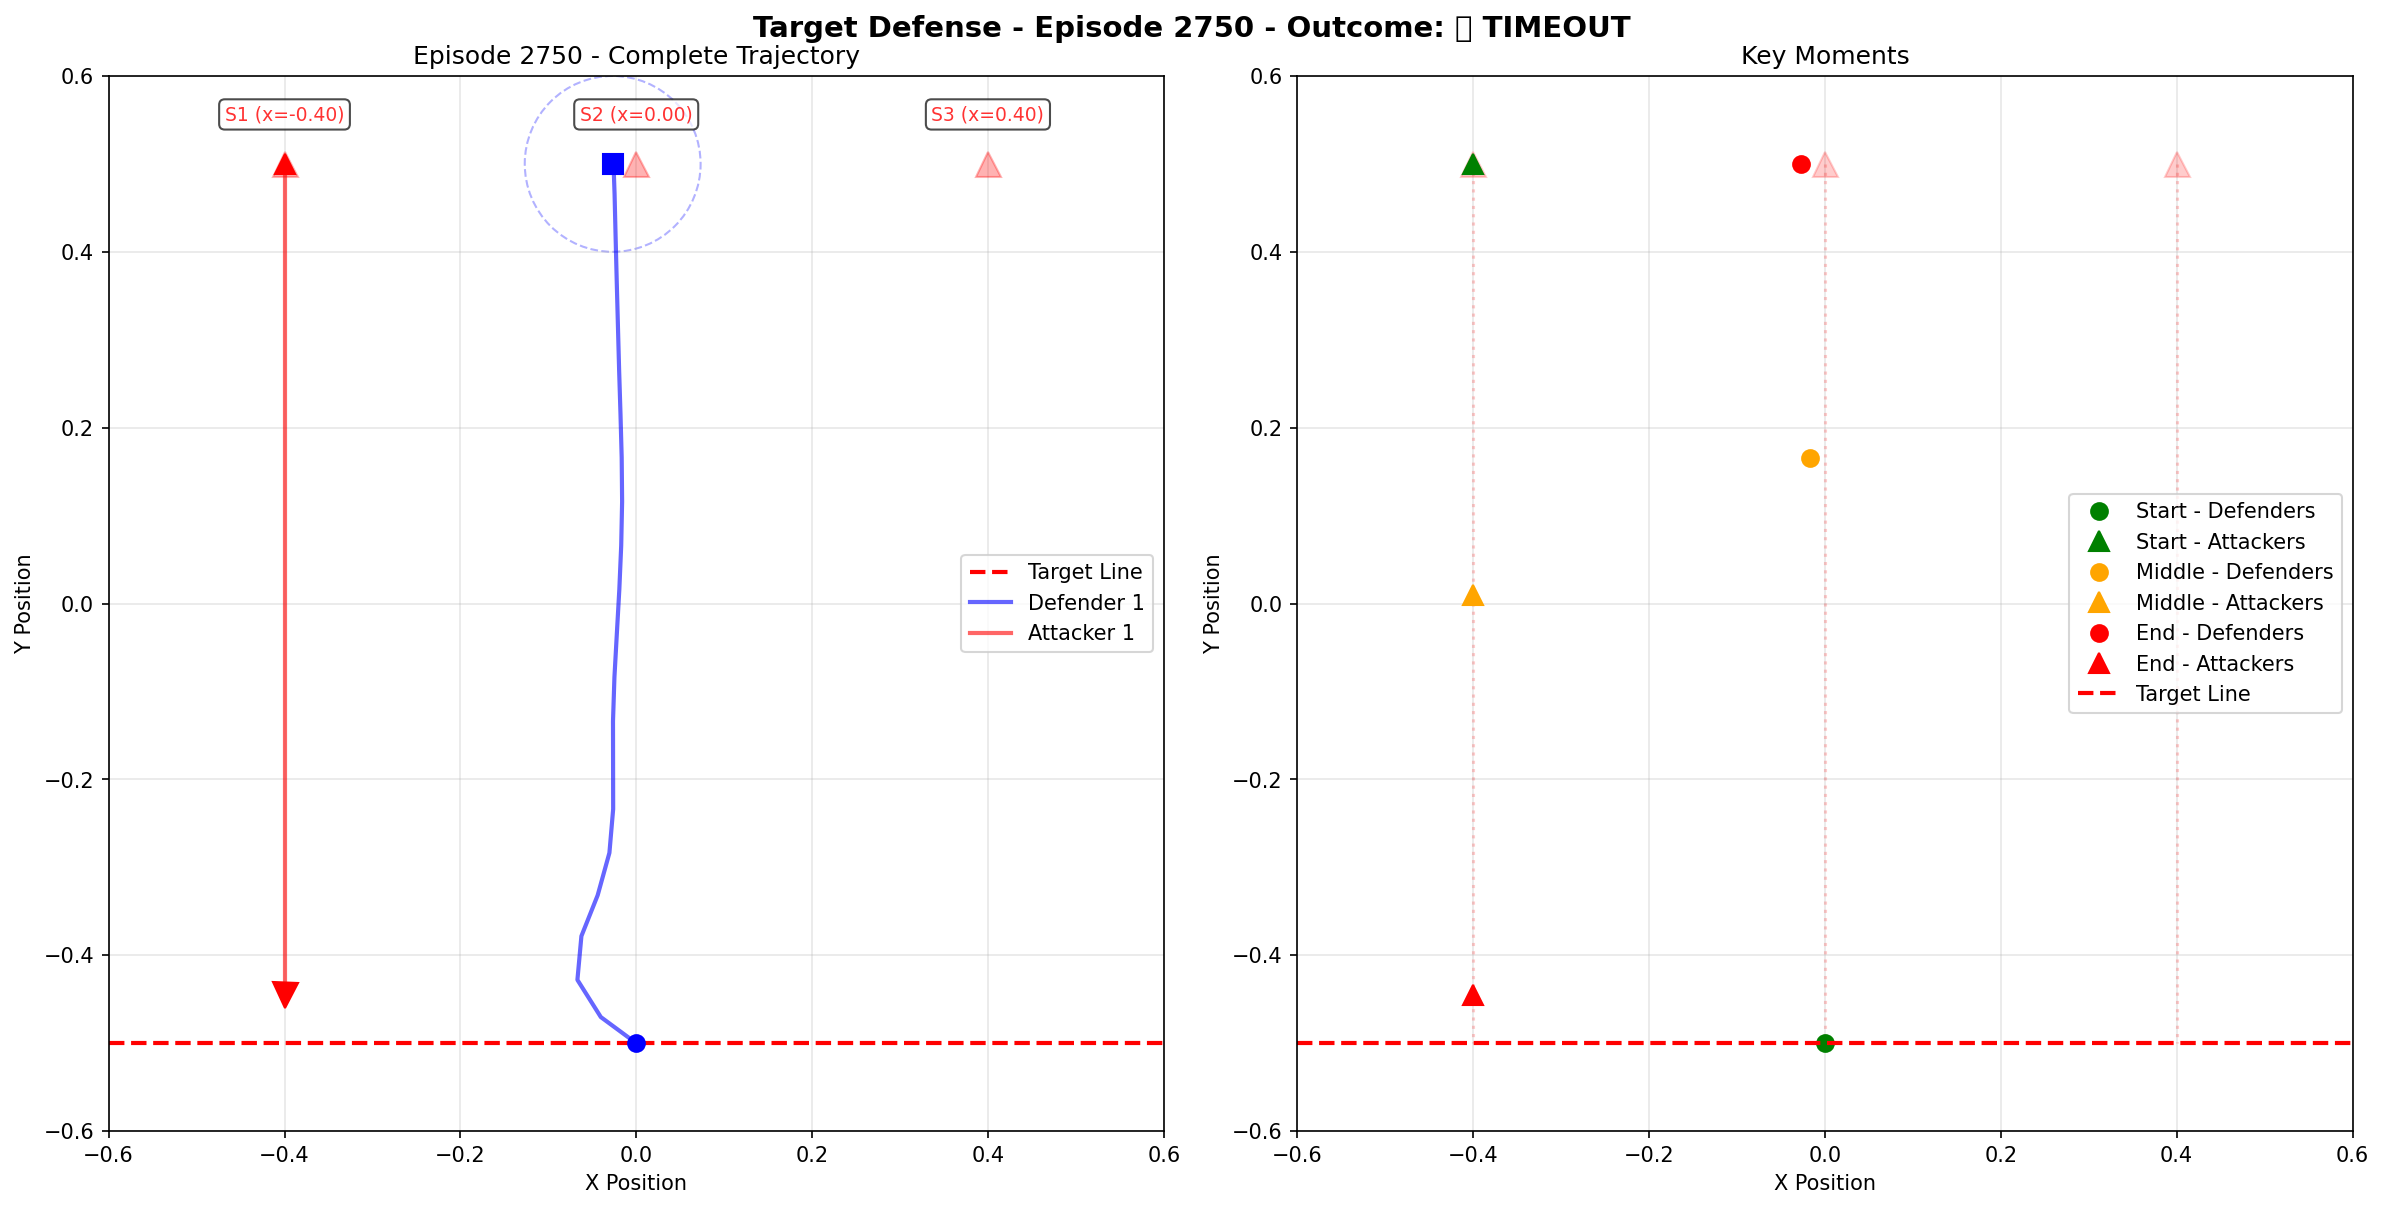 Target Defense - Episode 2750 - Outcome: ▯ TIMEOUT
Episode 2750 - Complete Trajectory
Y Position
0.6
0.4
0.2
0.0
−0.2
−0.4
−0.6
S1 (x=-0.40)
S2 (x=0.00)
S3 (x=0.40)
Target Line
Defender 1
Attacker 1
−0.6
−0.4
−0.2
0.0
0.2
0.4
0.6
X Position
Key Moments
Y Position
0.6
0.4
0.2
0.0
−0.2
−0.4
−0.6
Start - Defenders
Start - Attackers
Middle - Defenders
Middle - Attackers
End - Defenders
End - Attackers
Target Line
−0.6
−0.4
−0.2
0.0
0.2
0.4
0.6
X Position